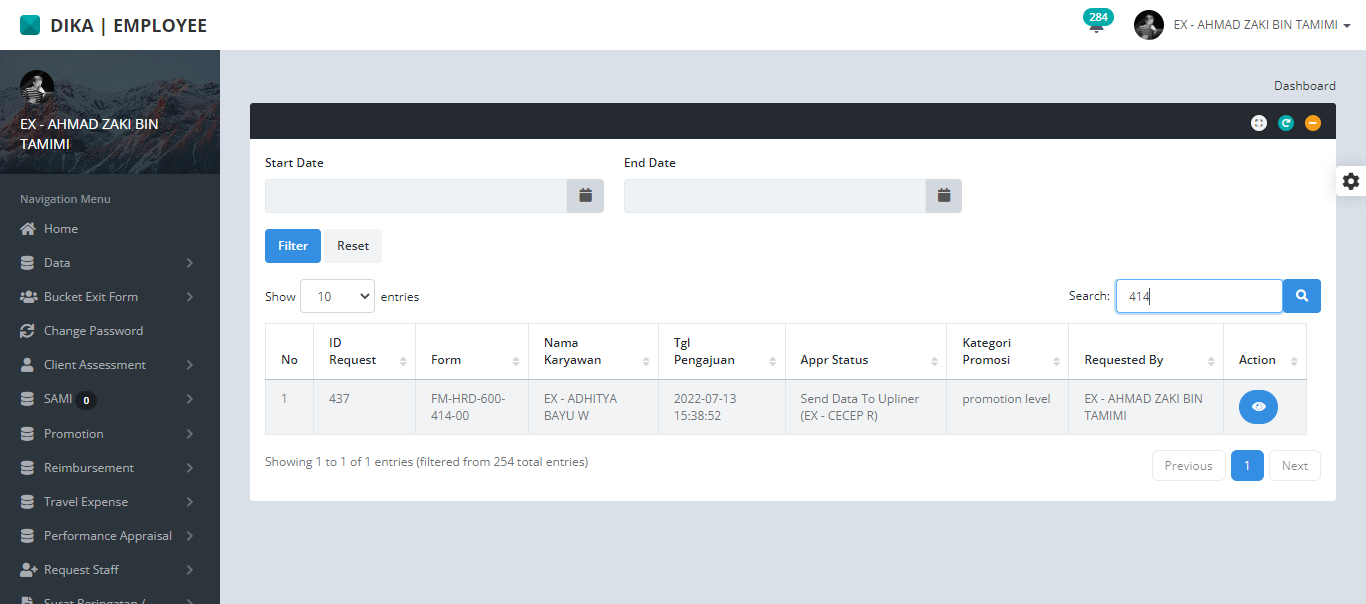 DIKA | EMPLOYEE
284
EX - AHMAD ZAKI BIN TAMIMI
EX - AHMAD ZAKI BIN
TAMIMI
Navigation Menu
Home
Data
Bucket Exit Form
Change Password
Client Assessment
SAMI 0
Promotion
Reimbursement
Travel Expense
Performance Appraisal
Request Staff
Surat Peringatan /
Dashboard
Start Date
End Date
Filter
Reset
Show 10 entries
Search: 414
No
ID
Request
Form
Nama
Karyawan
Tgl
Pengajuan
Appr Status
Kategori
Promosi
Requested By
Action
1
437
FM-HRD-600-
414-00
EX - ADHITYA
BAYU W
2022-07-13
15:38:52
Send Data To Upliner
(EX - CECEP R)
promotion level
EX - AHMAD ZAKI BIN
TAMIMI
Showing 1 to 1 of 1 entries (filtered from 254 total entries)
Previous
1
Next